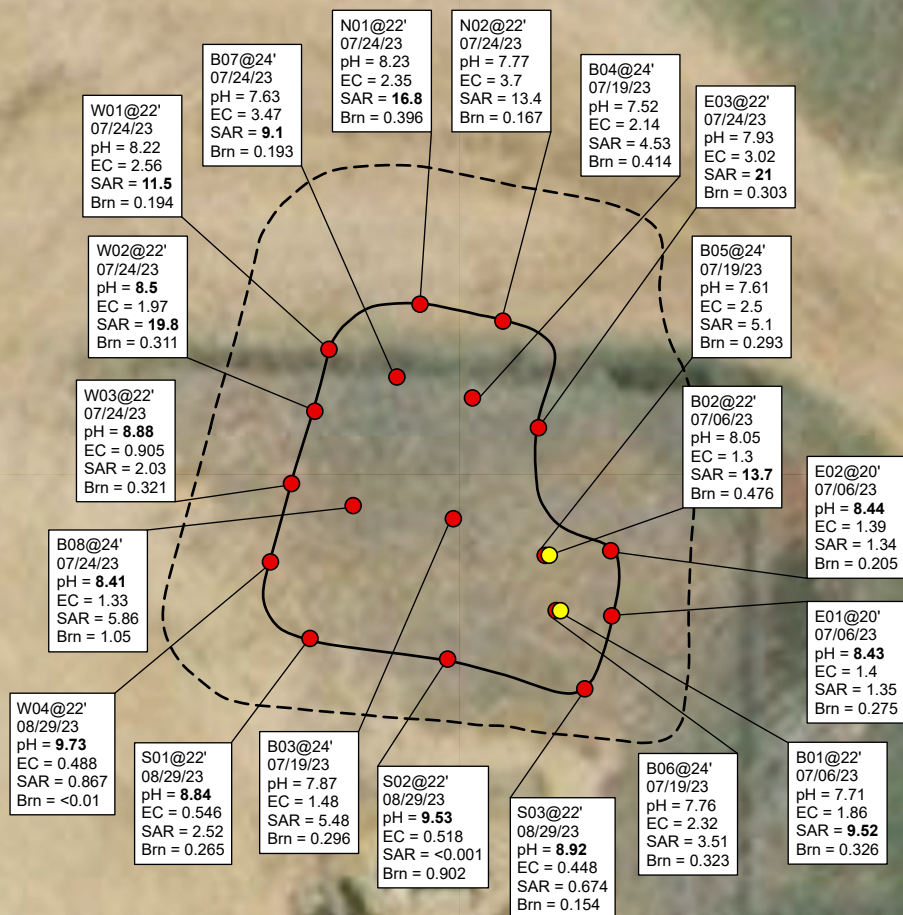 N01@22'
07/24/23
pH = 8.23
EC = 2.35
SAR = 16.8
Brn = 0.396
N02@22'
07/24/23
pH = 7.77
EC = 3.7
SAR = 13.4
Brn = 0.167
B07@24'
07/24/23
pH = 7.63
EC = 3.47
SAR = 9.1
Brn = 0.193
B04@24'
07/19/23
pH = 7.52
EC = 2.14
SAR = 4.53
Brn = 0.414
E03@22'
07/24/23
pH = 7.93
EC = 3.02
SAR = 21
Brn = 0.303
W01@22'
07/24/23
pH = 8.22
EC = 2.56
SAR = 11.5
Brn = 0.194
W02@22'
07/24/23
pH = 8.5
EC = 1.97
SAR = 19.8
Brn = 0.311
B05@24'
07/19/23
pH = 7.61
EC = 2.5
SAR = 5.1
Brn = 0.293
W03@22'
07/24/23
pH = 8.88
EC = 0.905
SAR = 2.03
Brn = 0.321
B02@22'
07/06/23
pH = 8.05
EC = 1.3
SAR = 13.7
Brn = 0.476
E02@20'
07/06/23
pH = 8.44
EC = 1.39
SAR = 1.34
Brn = 0.205
B08@24'
07/24/23
pH = 8.41
EC = 1.33
SAR = 5.86
Brn = 1.05
E01@20'
07/06/23
pH = 8.43
EC = 1.4
SAR = 1.35
Brn = 0.275
W04@22'
08/29/23
pH = 9.73
EC = 0.488
SAR = 0.867
Brn = <0.01
S01@22'
08/29/23
pH = 8.84
EC = 0.546
SAR = 2.52
Brn = 0.265
B03@24'
07/19/23
pH = 7.87
EC = 1.48
SAR = 5.48
Brn = 0.296
S02@22'
08/29/23
pH = 9.53
EC = 0.518
SAR = <0.001
Brn = 0.902
S03@22'
08/29/23
pH = 8.92
EC = 0.448
SAR = 0.674
Brn = 0.154
B06@24'
07/19/23
pH = 7.76
EC = 2.32
SAR = 3.51
Brn = 0.323
B01@22'
07/06/23
pH = 7.71
EC = 1.86
SAR = 9.52
Brn = 0.326